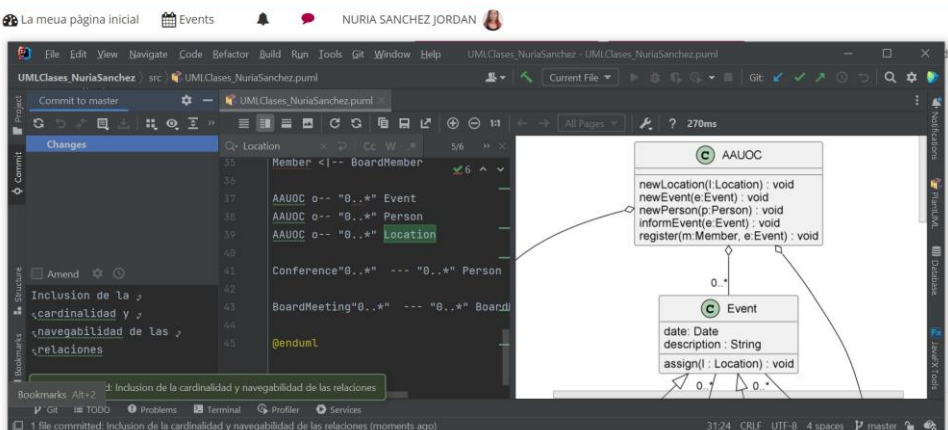 La meua pàgina inicial Events NURIA SANCHEZ JORDAN
File Edit View Navigate Code Refactor Build Run Tools Git Window Help UMLClases_NuriaSanchez - UMLClases_NuriaSanchez.puml
UMLClases_NuriaSanchez src UMLClases_NuriaSanchez.puml Current File Git:
Project
Commit to master
UMLClases_NuriaSanchez.puml
All Pages ? 270ms
1:1
Changes
Location Cc W .* 5/6
Commit
Structure
Bookmarks
35 Member <|-- BoardMember
6
36
37 AAUOC o-- "0..*" Event
38 AAUOC o-- "0..*" Person
39 AAUOC o-- "0..*" Location
40
41 Conference"0..*" --- "0..*" Person
42
43 BoardMeeting"0..*" --- "0..*" Board
44
45 @enduml
Amend
Inclusion de la
cardinalidad y
navegabilidad de las
relaciones
C AAUOC
newLocation(l:Location) : void
newEvent(e:Event) : void
newPerson(p:Person) : void
informEvent(e:Event) : void
register(m:Member, e:Event) : void
0..*
C Event
date: Date
description : String
assign(l : Location) : void
0..* 0..*
Notifications
PlantUML
Database
JavaFX Tools
d: Inclusion de la cardinalidad y navegabilidad de las relaciones
Bookmarks Alt+2
Git TODO Problems Terminal Profiler Services
1 file committed: Inclusion de la cardinalidad y navegabilidad de las relaciones (moments ago) 31:24 CRLF UTF-8 4 spaces master